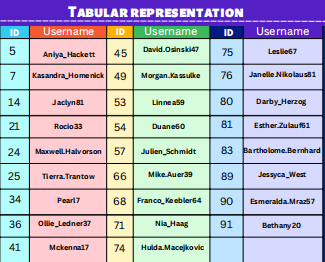 TABULAR REPRESENTATION
ID Username ID Username ID Username
5 Aniya_Hackett 45 David.Osinski47 75 Leslie67
7 Kasandra_Homenick 49 Morgan.Kassulke 76 Janelle.Nikolaus81
14 Jaclyn81 53 Linnea59 80 Darby_Herzog
21 Rocio33 54 Duane60 81 Esther.Zulauf61
24 Maxwell.Halvorson 57 Julien_Schmidt 83 Bartholome.Bernhard
25 Tierra.Trantow 66 Mike.Auer39 89 Jessyca_West
34 Pearl7 68 Franco_Keebler64 90 Esmeralda.Mraz57
36 Ollie_Ledner37 71 Nia_Haag 91 Bethany20
41 Mckenna17 74 Hulda.Macejkovic